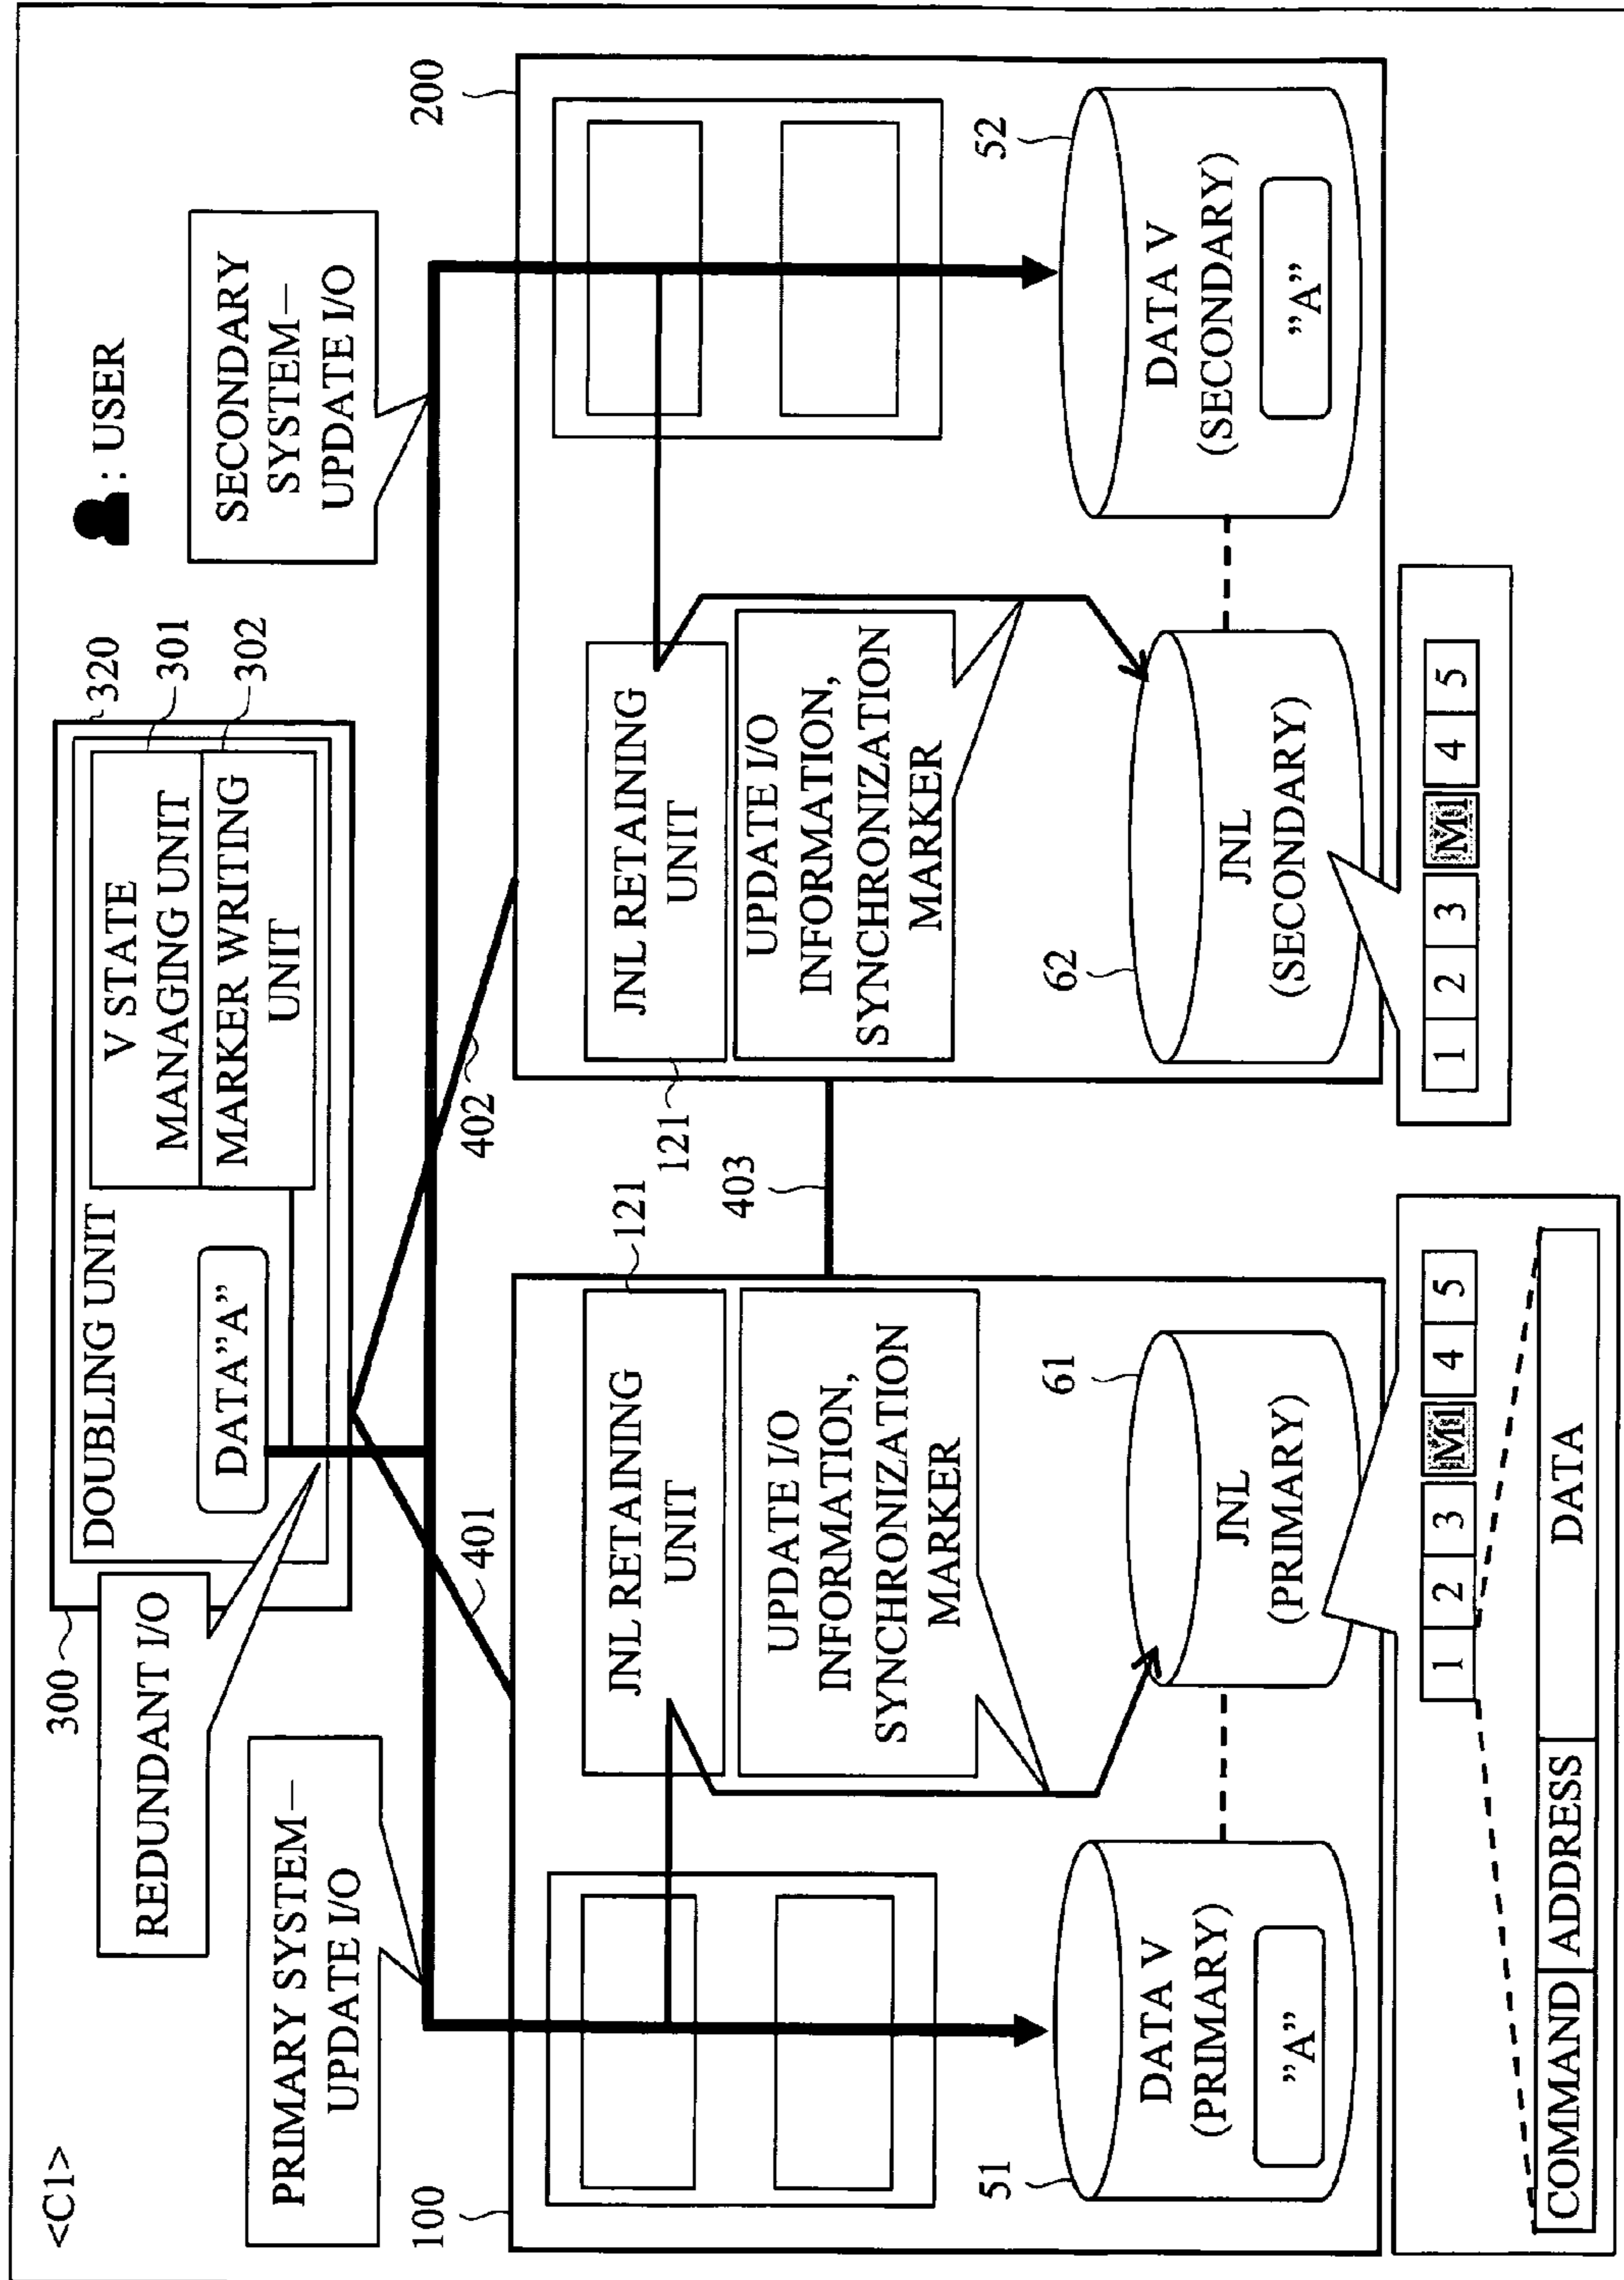 <C1>
300
320
DOUBLING UNIT
V STATE
MANAGING UNIT
301
MARKER WRITING
UNIT
302
DATA"A"
: USER
REDUNDANT I/O
PRIMARY SYSTEM—
UPDATE I/O
SECONDARY
SYSTEM—
UPDATE I/O
401
402
403
100
JNL RETAINING
UNIT
121
UPDATE I/O
INFORMATION,
SYNCHRONIZATION
MARKER
51
DATA V
(PRIMARY)
"A"
61
JNL
(PRIMARY)
1 2 3 M1 4 5
COMMAND ADDRESS DATA
200
121
JNL RETAINING
UNIT
UPDATE I/O
INFORMATION,
SYNCHRONIZATION
MARKER
62
JNL
(SECONDARY)
52
DATA V
(SECONDARY)
"A"
1 2 3 M1 4 5